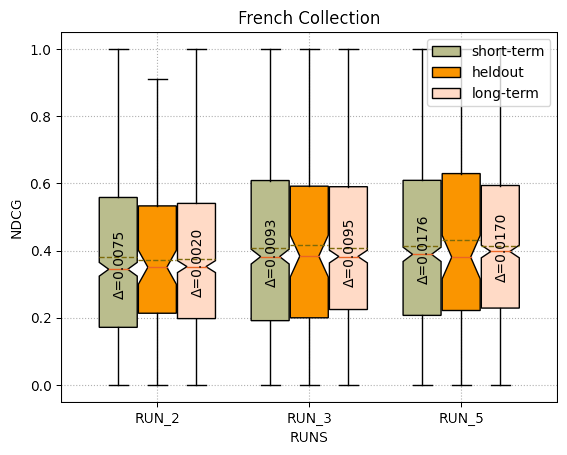 French Collection
short-term
heldout
long-term
NDCG
1.0
0.8
0.6
0.4
0.2
0.0
Δ=0.0075
Δ=0.0020
Δ=0.0093
Δ=0.0095
Δ=0.0176
Δ=0.0170
RUN_2
RUN_3
RUN_5
RUNS